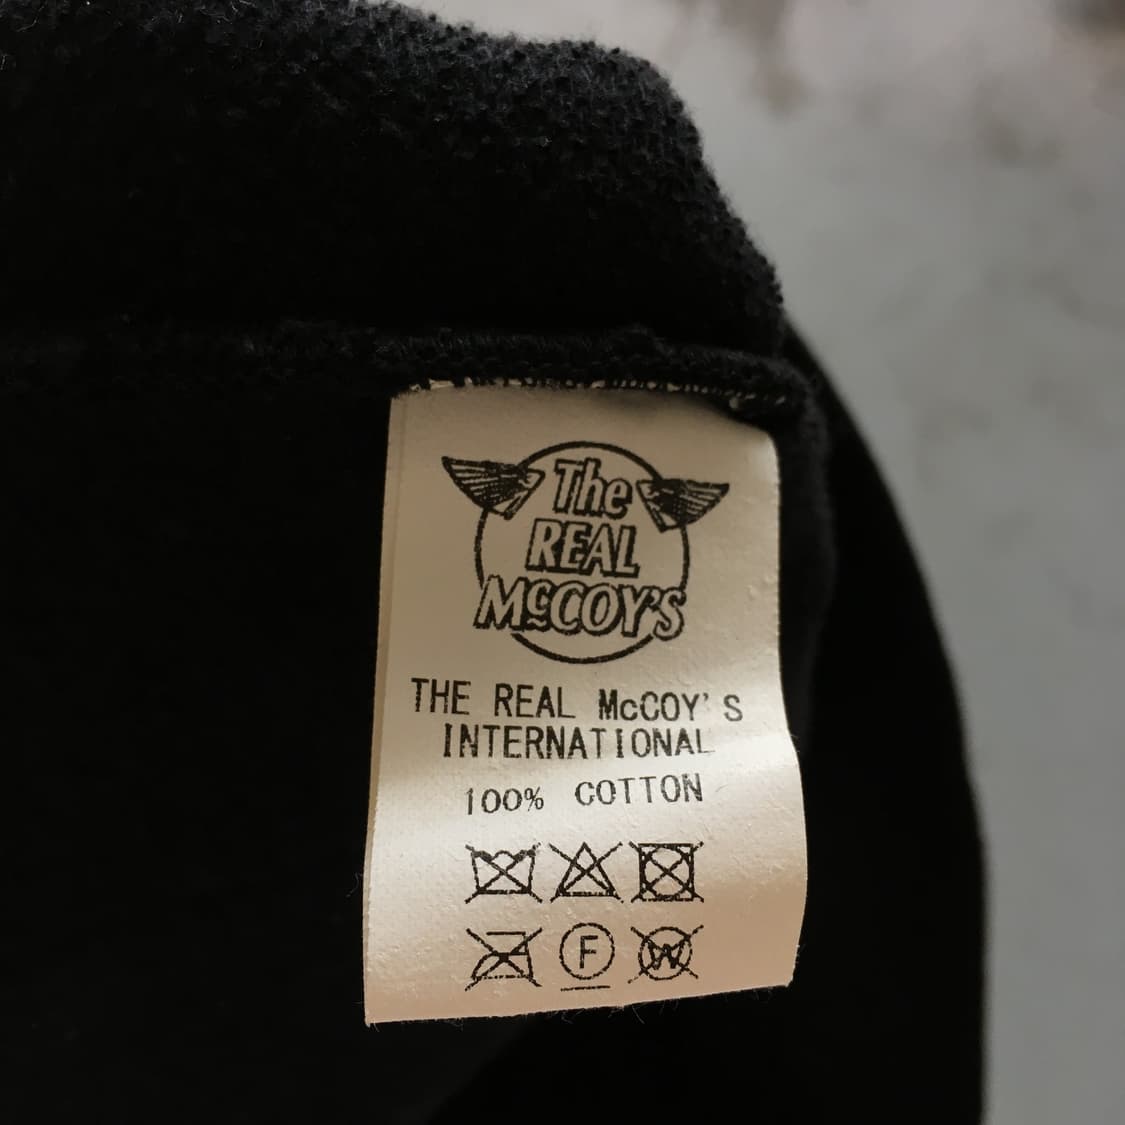 The
REAL
McCOY'S
THE REAL McCOY'S
INTERNATIONAL
100% COTTON
F
W